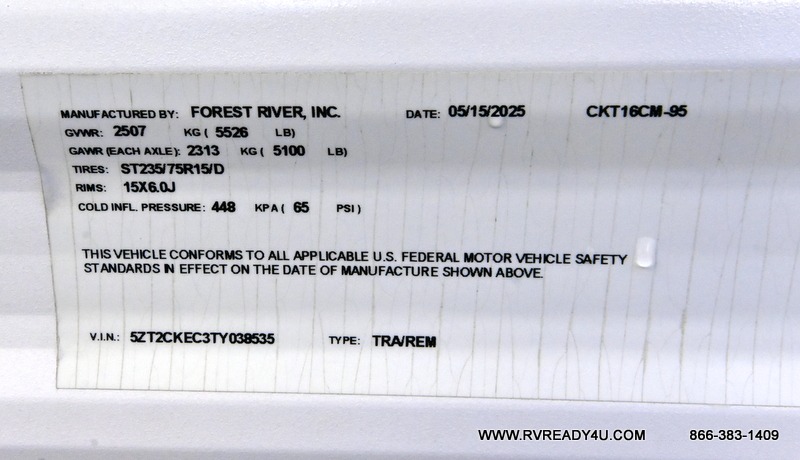 MANUFACTURED BY: FOREST RIVER, INC. DATE: 05/15/2025 CKT16CM-95
GVWR: 2507 KG ( 5526 LB)
GAWR (EACH AXLE): 2313 KG ( 5100 LB)
TIRES: ST235/75R15/D
RIMS: 15X6.0J
COLD INFL. PRESSURE: 448 KPA ( 65 PSI )
THIS VEHICLE CONFORMS TO ALL APPLICABLE U.S. FEDERAL MOTOR VEHICLE SAFETY
STANDARDS IN EFFECT ON THE DATE OF MANUFACTURE SHOWN ABOVE.
V.I.N.: 5ZT2CKEC3TY038535 TYPE: TRA/REM
WWW.RVREADY4U.COM 866-383-1409